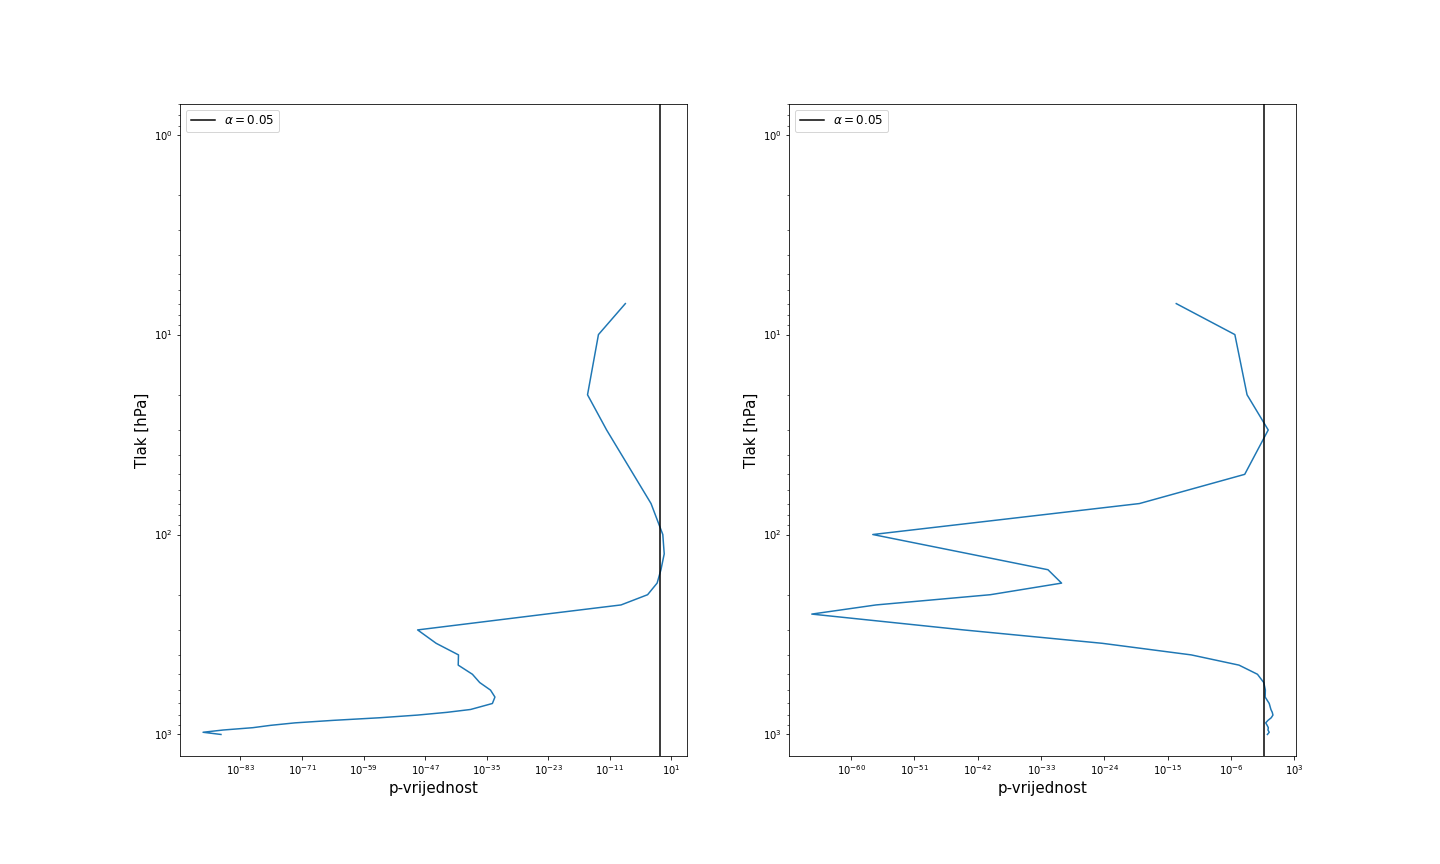 α = 0.05
10⁰
10¹
10²
10³
Tlak [hPa]
10⁻⁸³ 10⁻⁷¹ 10⁻⁵⁹ 10⁻⁴⁷ 10⁻³⁵ 10⁻²³ 10⁻¹¹ 10¹
p-vrijednost
α = 0.05
10⁰
10¹
10²
10³
Tlak [hPa]
10⁻⁶⁰ 10⁻⁵¹ 10⁻⁴² 10⁻³³ 10⁻²⁴ 10⁻¹⁵ 10⁻⁶ 10³
p-vrijednost